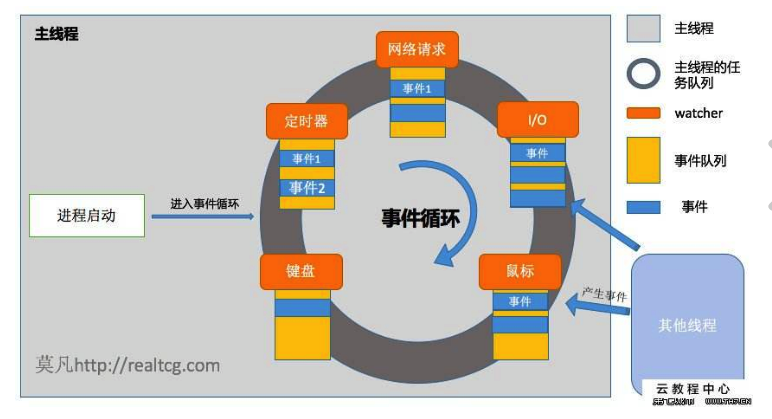 主线程
网络请求
事件1
定时器
事件1
事件2
I/O
事件
进程启动
进入事件循环
事件循环
键盘
鼠标
事件
产生事件
其他线程
莫凡http://realtcg.com
主线程
主线程的任
务队列
watcher
事件队列
事件
云教程中心